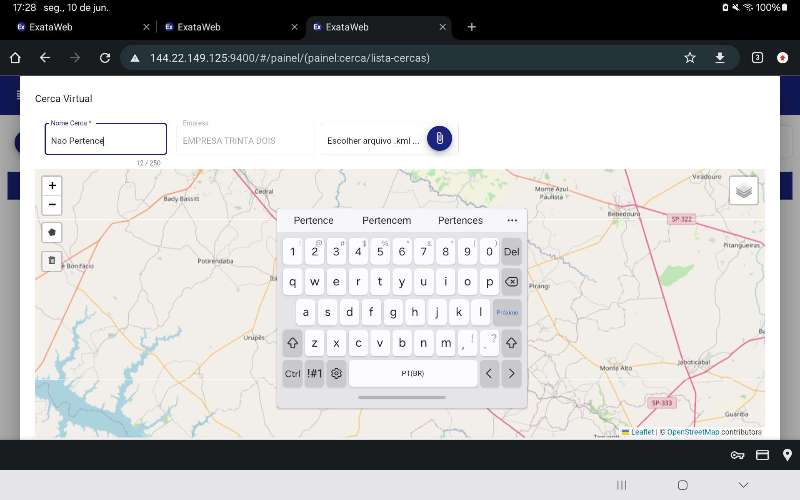 17:28 seg., 10 de jun. 100%
ExataWeb ExataWeb ExataWeb
144.22.149.125:9400/#/painel/(painel:cerca/lista-cercas) 3
Cerca Virtual
Nome Cerca *
Nao Pertence
12 / 250
Empresa
EMPRESA TRINTA DOIS
Escolher arquivo .kml ...
+
−
Bady Bassitt
Cedral
Potirendaba
e Bonifácio
Urupês
Monte Azul
Paulista
Viradouro
Bebedouro
SP-322
Pitangueiras
Pirangi
Monte Alto
Jaboticabal
SP-333
Guariba
Pertence Pertencem Pertences ...
1 2 3 4 5 6 7 8 9 0 Del
q w e r t y u i o p
a s d f g h j k l Próximo
z x c v b n m , ! . ?
Ctrl !#1 PT(BR) < >
Leaflet | © OpenStreetMap contributors